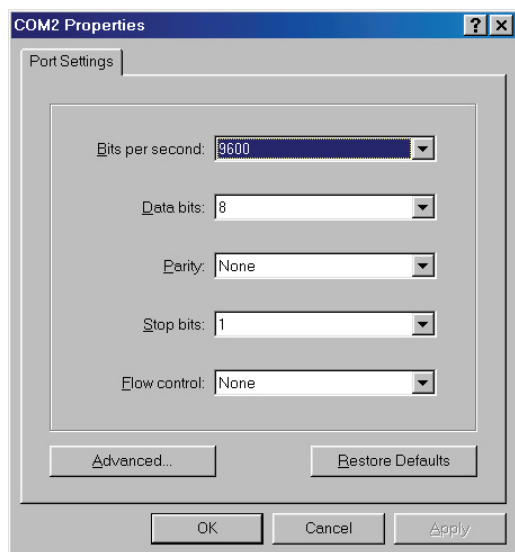 COM2 Properties
Port Settings
Bits per second: 9600
Data bits: 8
Parity: None
Stop bits: 1
Flow control: None
Advanced... Restore Defaults
OK Cancel Apply